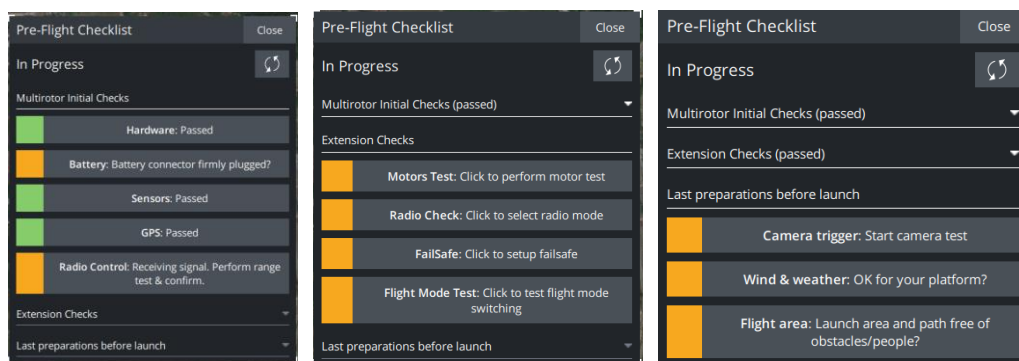 Pre-Flight Checklist
Close
In Progress
Multirotor Initial Checks
Hardware: Passed
Battery: Battery connector firmly plugged?
Sensors: Passed
GPS: Passed
Radio Control: Receiving signal. Perform range
test & confirm.
Extension Checks
Last preparations before launch
Pre-Flight Checklist
Close
In Progress
Multirotor Initial Checks (passed)
Extension Checks
Motors Test: Click to perform motor test
Radio Check: Click to select radio mode
FailSafe: Click to setup failsafe
Flight Mode Test: Click to test flight mode
switching
Last preparations before launch
Pre-Flight Checklist
Close
In Progress
Multirotor Initial Checks (passed)
Extension Checks (passed)
Last preparations before launch
Camera trigger: Start camera test
Wind & weather: OK for your platform?
Flight area: Launch area and path free of
obstacles/people?